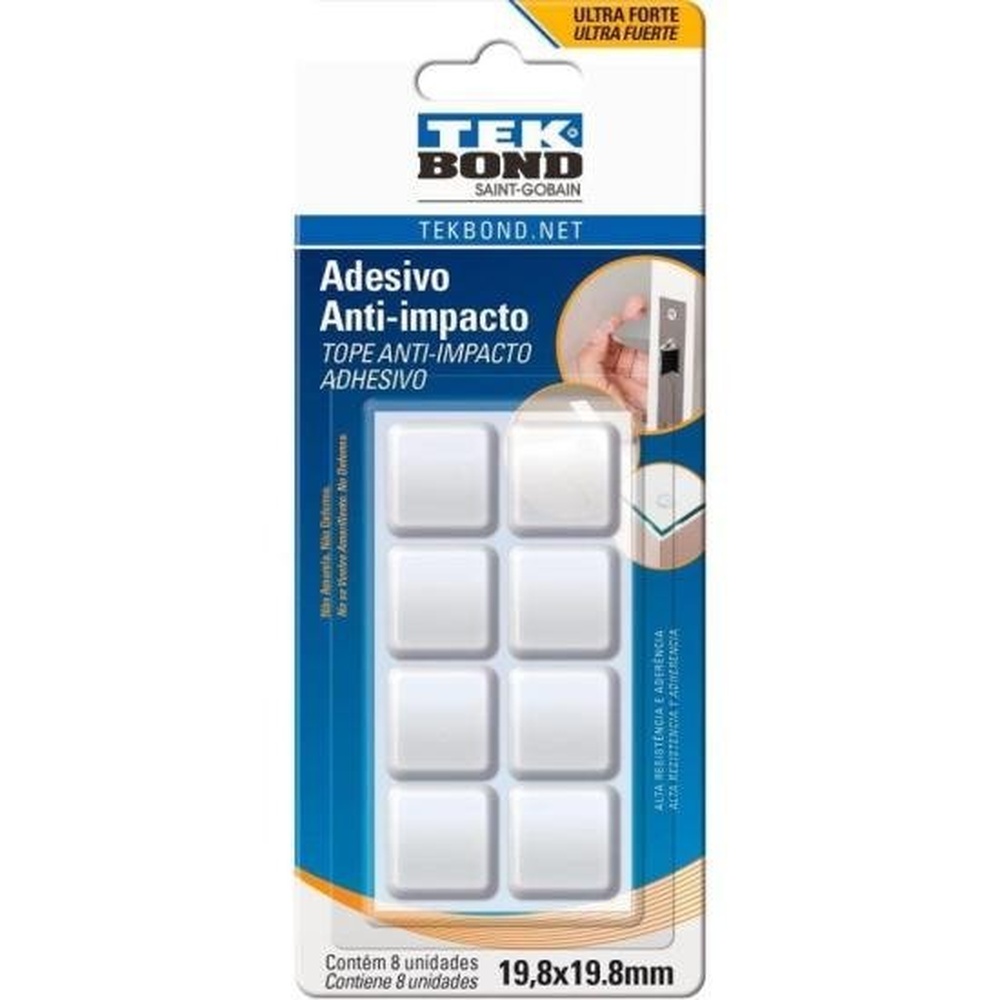 ULTRA FORTE
ULTRA FUERTE
TEK
BOND
SAINT-GOBAIN
TEKBOND.NET
Adesivo
Anti-impacto
TOPE ANTI-IMPACTO
ADHESIVO
Não Amarela. Não Deforma.
No se Vuelve Amarillento. No Deforma.
ALTA RESISTÊNCIA E ADERÊNCIA
ALTA RESISTENCIA Y ADHERENCIA
Contém 8 unidades
Contiene 8 unidades
19,8x19.8mm